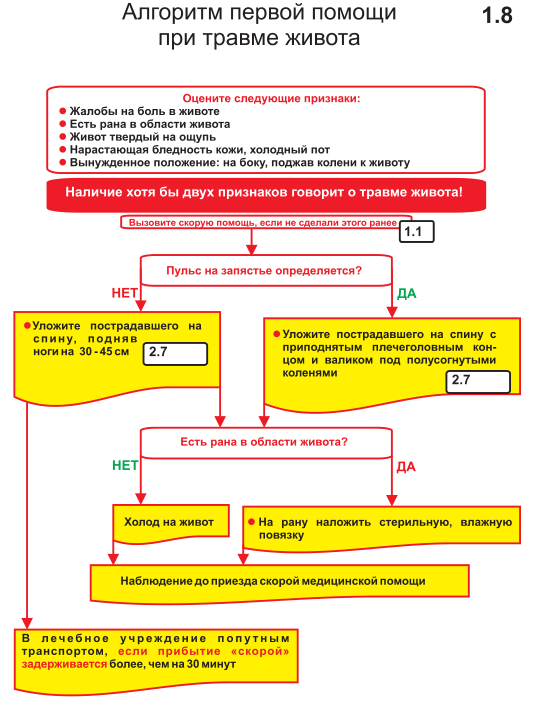 Алгоритм первой помощи
1.8
при травме живота
Оцените следующие признаки:
Жалобы на боль в животе
Есть рана в области живота
Живот твердый на ощупь
Нарастающая бледность кожи, холодный пот
Вынужденное положение: на боку, поджав колени к животу
Наличие хотя бы двух признаков говорит о травме живота!
Вызовите скорую помощь, если не сделали этого ранее
1.1
Пульс на запястье определяется?
НЕТ
ДА
Уложите пострадавшего на
спину, подняв
ноги на 30-45 см
2.7
Уложите пострадавшего на спину с
приподнятым плечеголовным кон-
цом и валиком под полусогнутыми
коленями
2.7
Есть рана в области живота?
НЕТ
ДА
Холод на живот
На рану наложить стерильную, влажную
повязку
Наблюдение до приезда скорой медицинской помощи
В лечебное учреждение попутным
транспортом, если прибытие «скорой»
задерживается более, чем на 30 минут